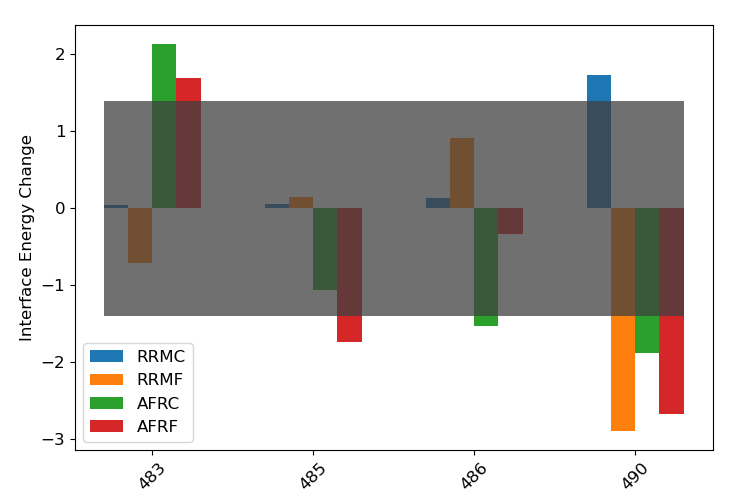 Interface Energy Change
2
1
0
−1
−2
−3
RRMC
RRMF
AFRC
AFRF
483
485
486
490